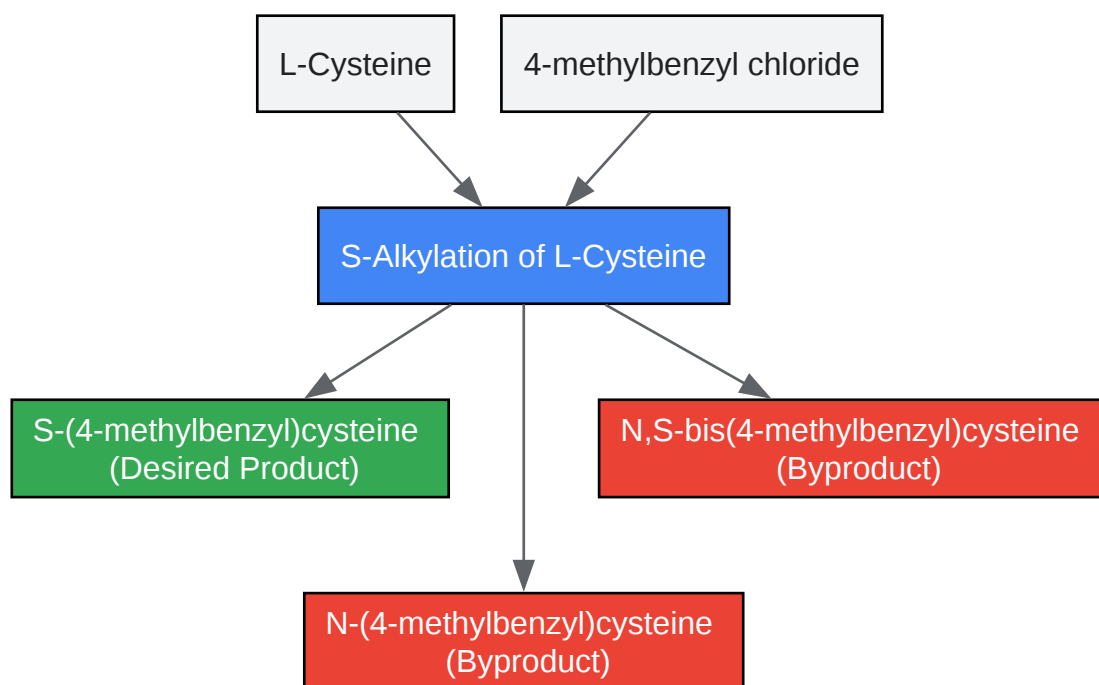 L-Cysteine
4-methylbenzyl chloride
S-Alkylation of L-Cysteine
S-(4-methylbenzyl)cysteine
(Desired Product)
N,S-bis(4-methylbenzyl)cysteine
(Byproduct)
N-(4-methylbenzyl)cysteine
(Byproduct)